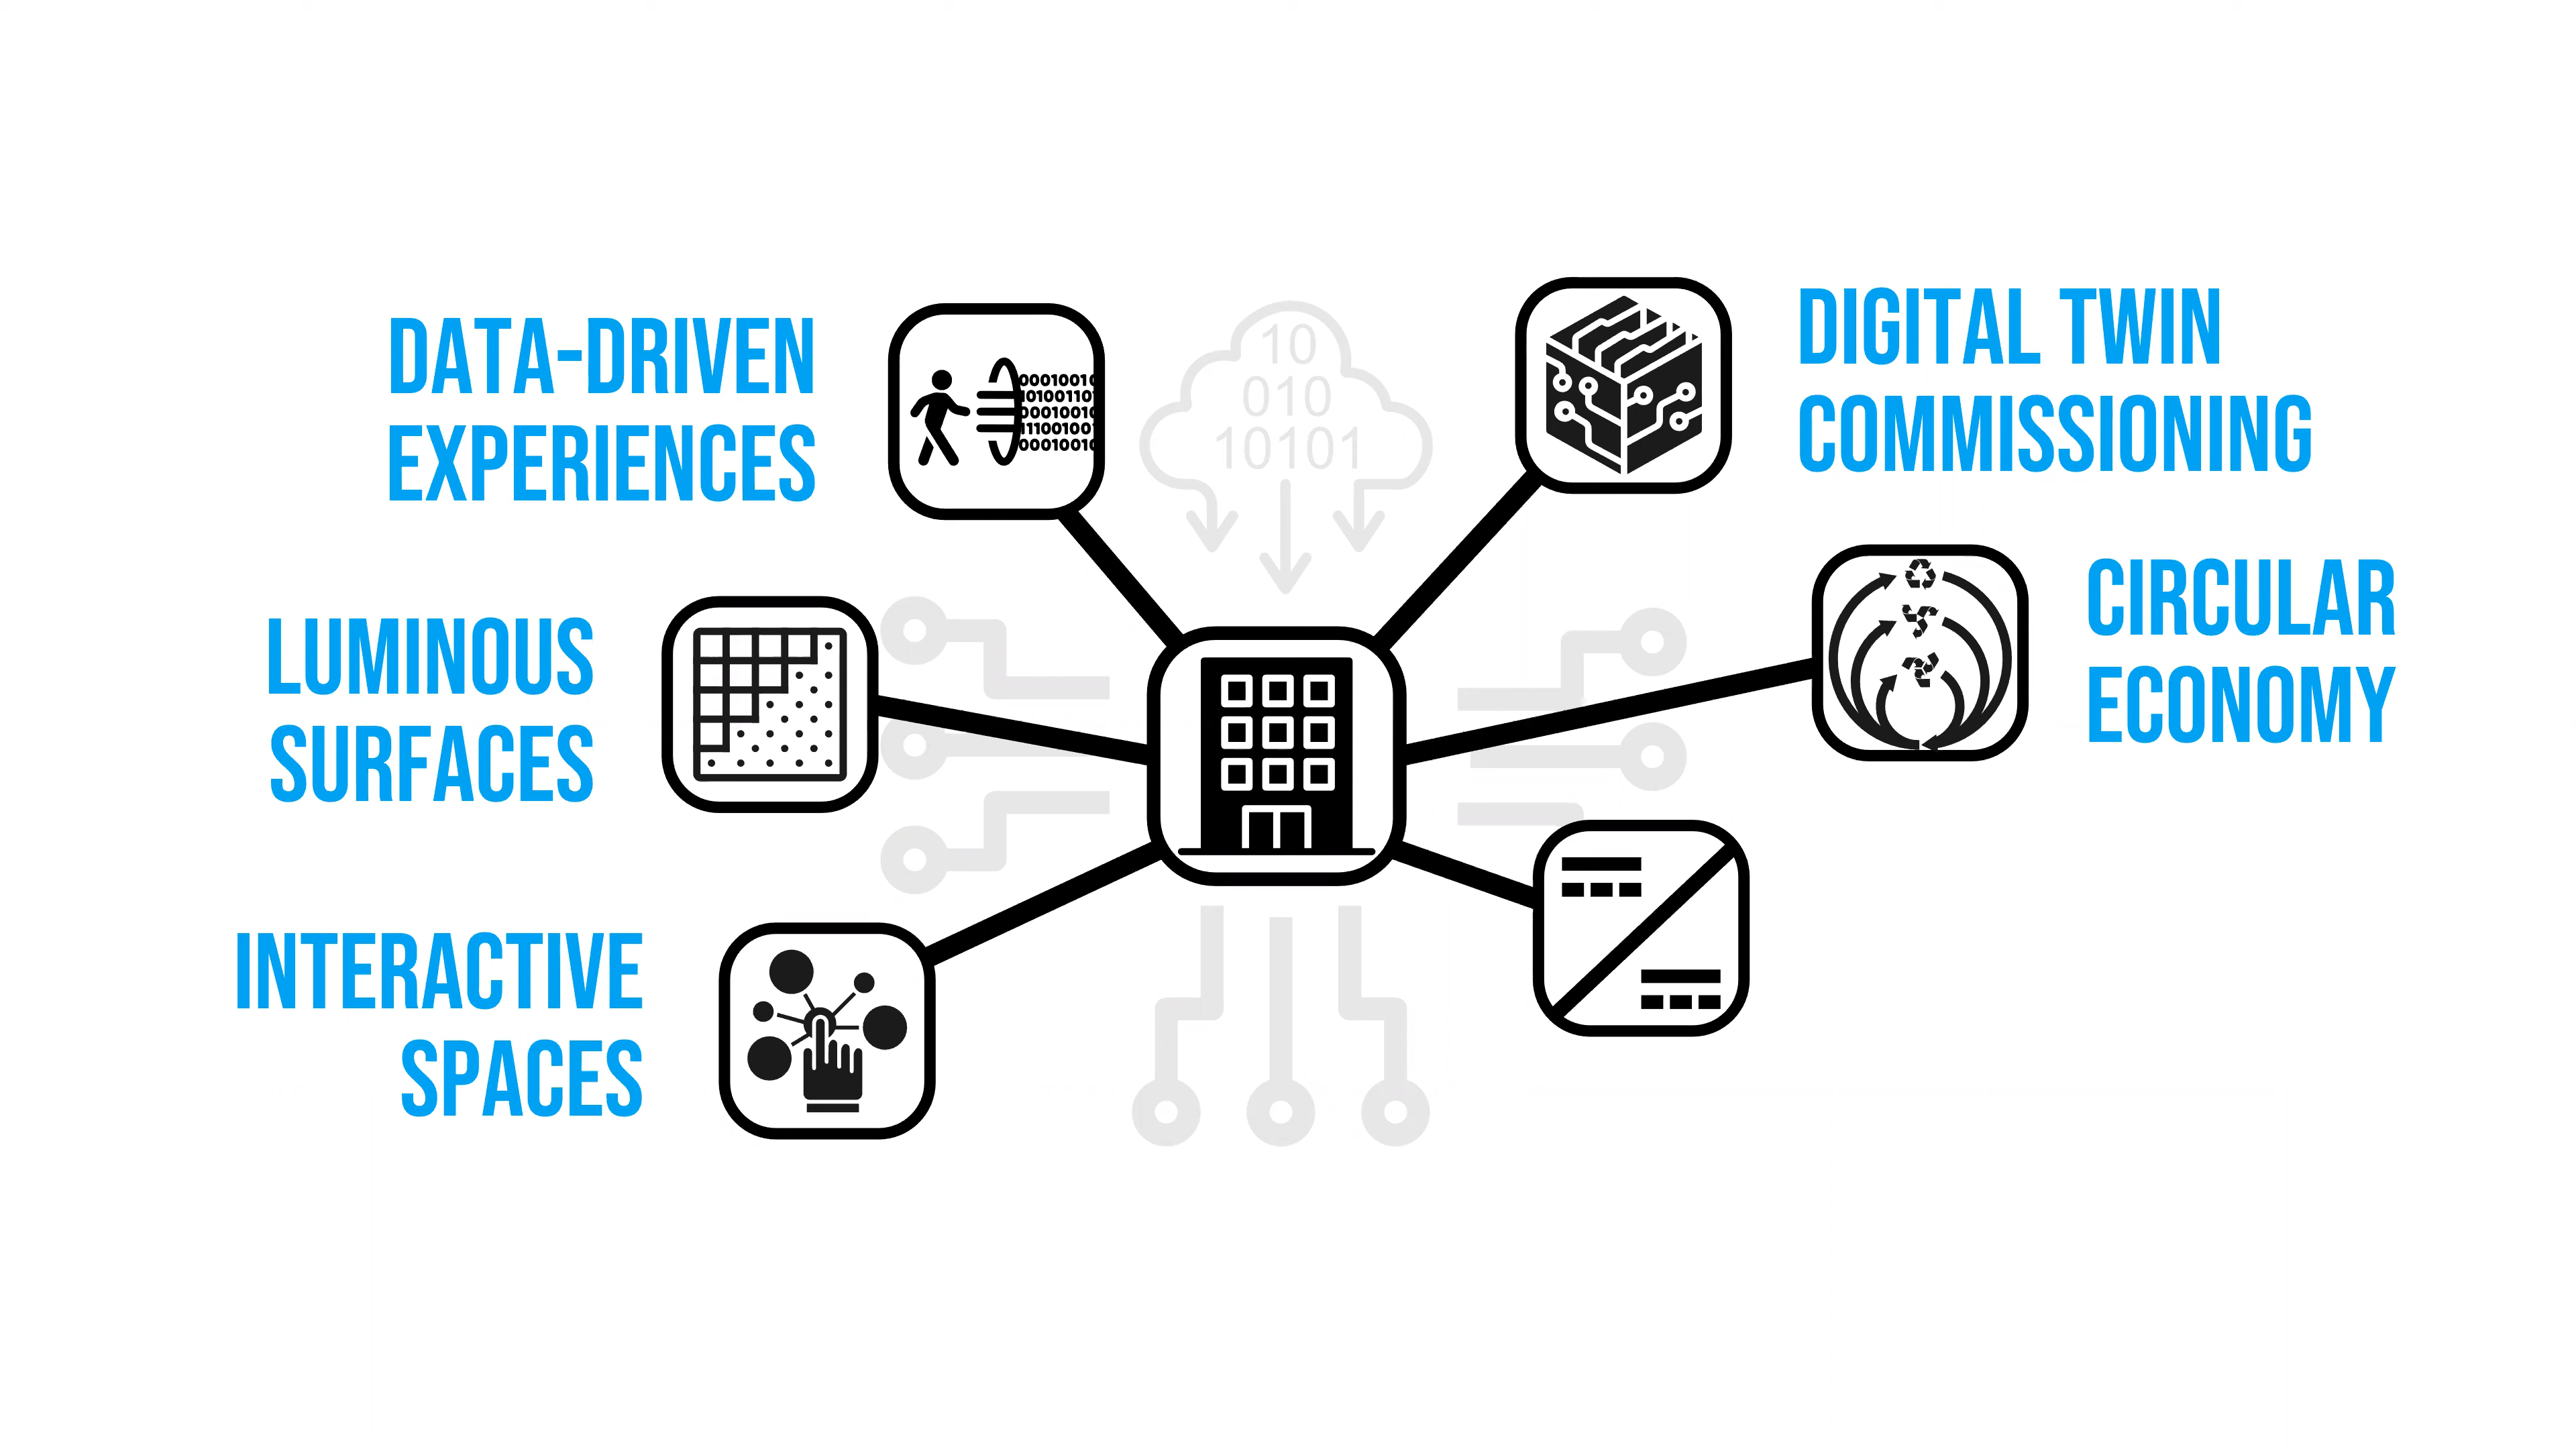 DATA-DRIVEN
EXPERIENCES
LUMINOUS
SURFACES
INTERACTIVE
SPACES
10
010
10101
DIGITAL TWIN
COMMISSIONING
CIRCULAR
ECONOMY